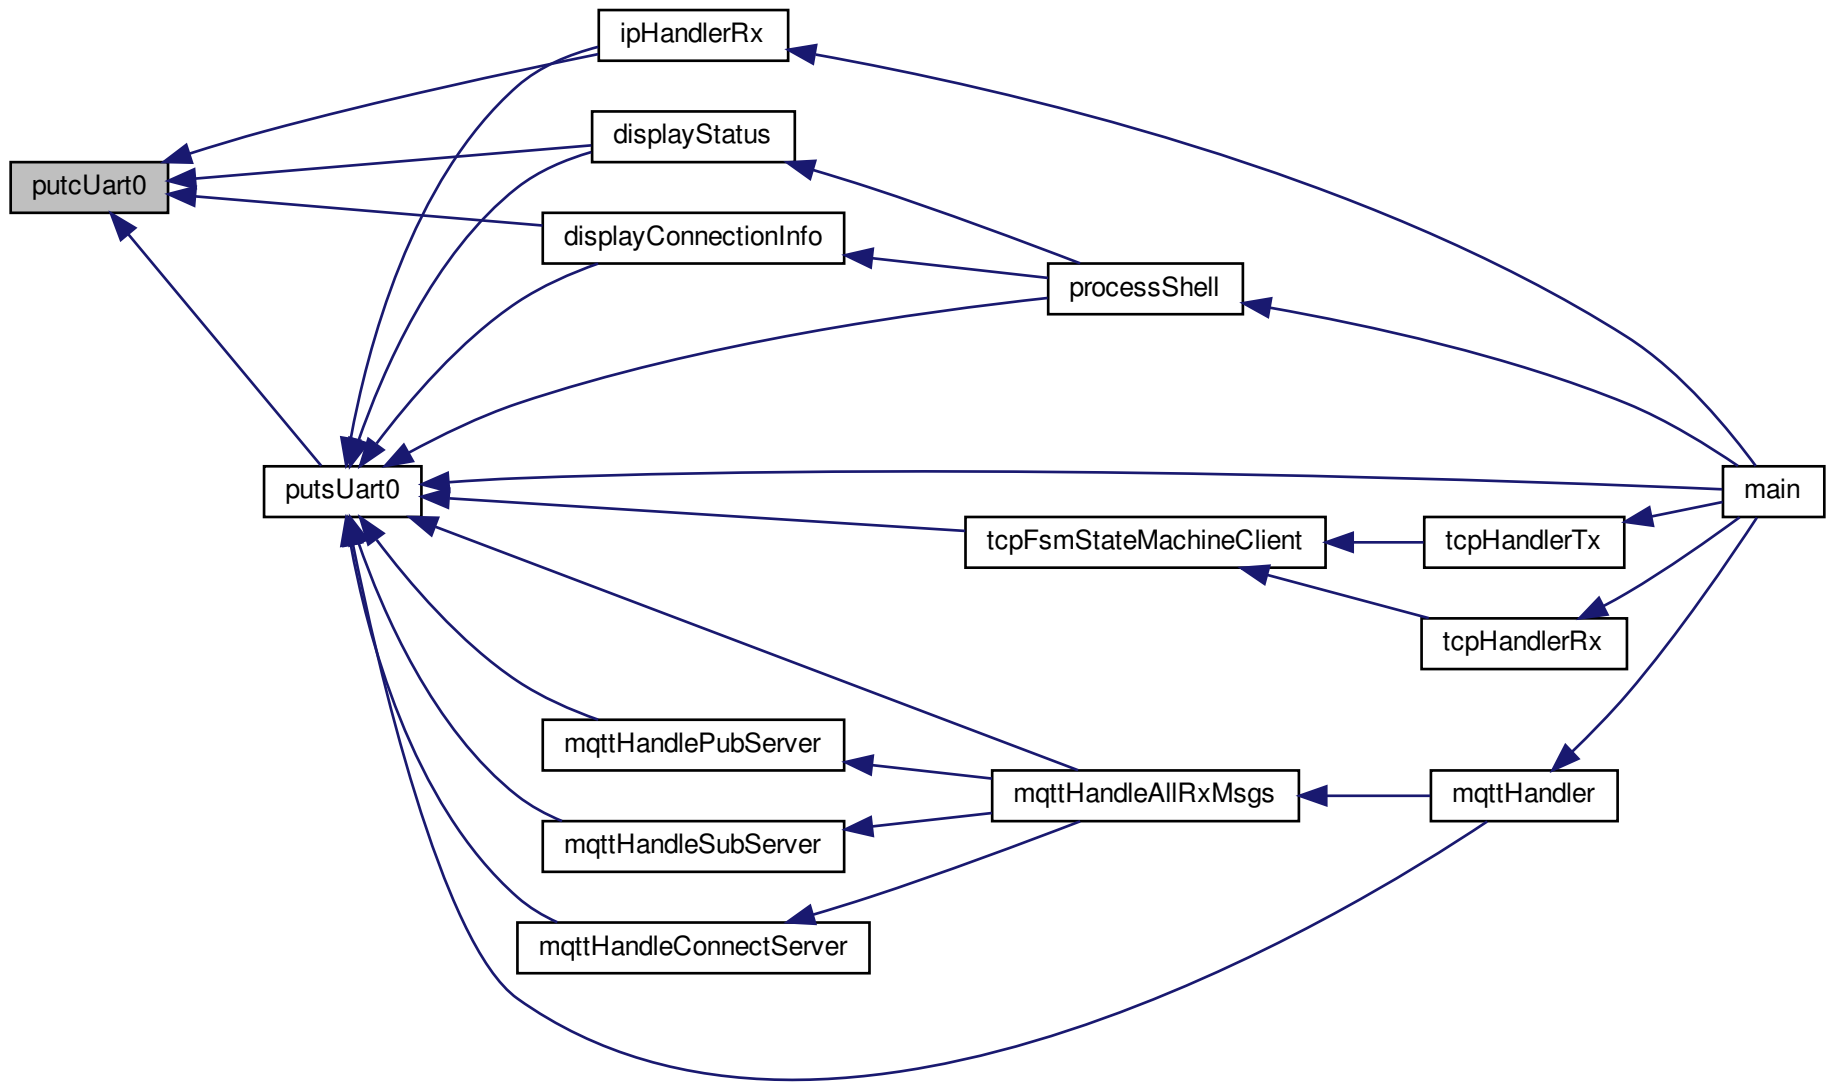 ipHandlerRx
displayStatus
putcUart0
displayConnectionInfo
processShell
putsUart0
main
tcpFsmStateMachineClient
tcpHandlerTx
tcpHandlerRx
mqttHandlePubServer
mqttHandleAllRxMsgs
mqttHandler
mqttHandleSubServer
mqttHandleConnectServer